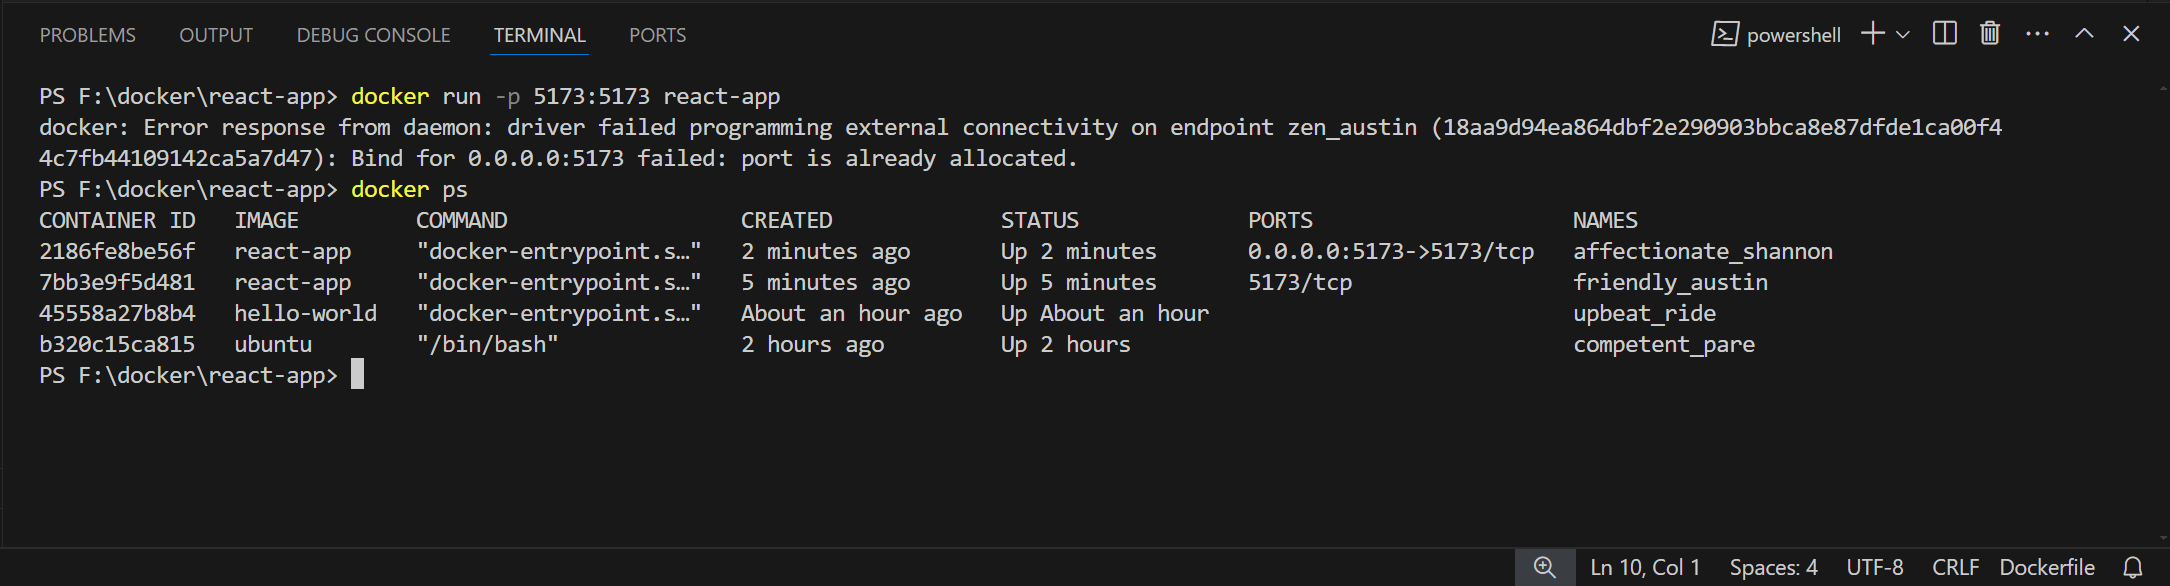 PROBLEMS OUTPUT DEBUG CONSOLE TERMINAL PORTS powershell
PS F:\docker\react-app> docker run -p 5173:5173 react-app
docker: Error response from daemon: driver failed programming external connectivity on endpoint zen_austin (18aa9d94ea864dbf2e290903bbca8e87dfde1ca00f4
4c7fb44109142ca5a7d47): Bind for 0.0.0.0:5173 failed: port is already allocated.
PS F:\docker\react-app> docker ps
CONTAINER ID IMAGE COMMAND CREATED STATUS PORTS NAMES
2186fe8be56f react-app "docker-entrypoint.s…" 2 minutes ago Up 2 minutes 0.0.0.0:5173->5173/tcp affectionate_shannon
7bb3e9f5d481 react-app "docker-entrypoint.s…" 5 minutes ago Up 5 minutes 5173/tcp friendly_austin
45558a27b8b4 hello-world "docker-entrypoint.s…" About an hour ago Up About an hour upbeat_ride
b320c15ca815 ubuntu "/bin/bash" 2 hours ago Up 2 hours competent_pare
PS F:\docker\react-app>
Ln 10, Col 1 Spaces: 4 UTF-8 CRLF Dockerfile